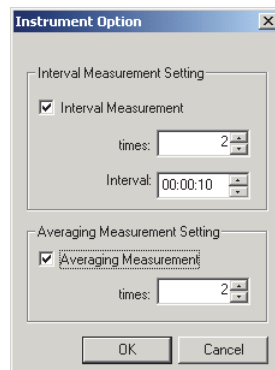 Instrument Option
Interval Measurement Setting
Interval Measurement
times: 2
Interval: 00:00:10
Averaging Measurement Setting
Averaging Measurement
times: 2
OK Cancel